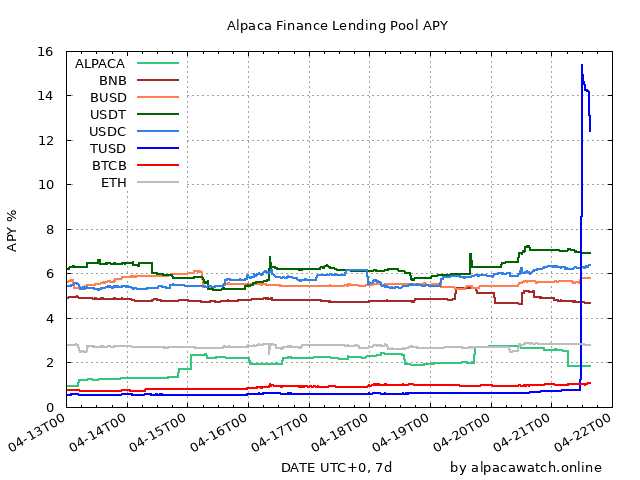 Alpaca Finance Lending Pool APY
16
14
12
10
8
6
4
2
0
APY %
ALPACA
BNB
BUSD
USDT
USDC
TUSD
BTCB
ETH
04-13T00
04-14T00
04-15T00
04-16T00
04-17T00
04-18T00
04-19T00
04-20T00
04-21T00
04-22T00
DATE UTC+0, 7d
by alpacawatch.online